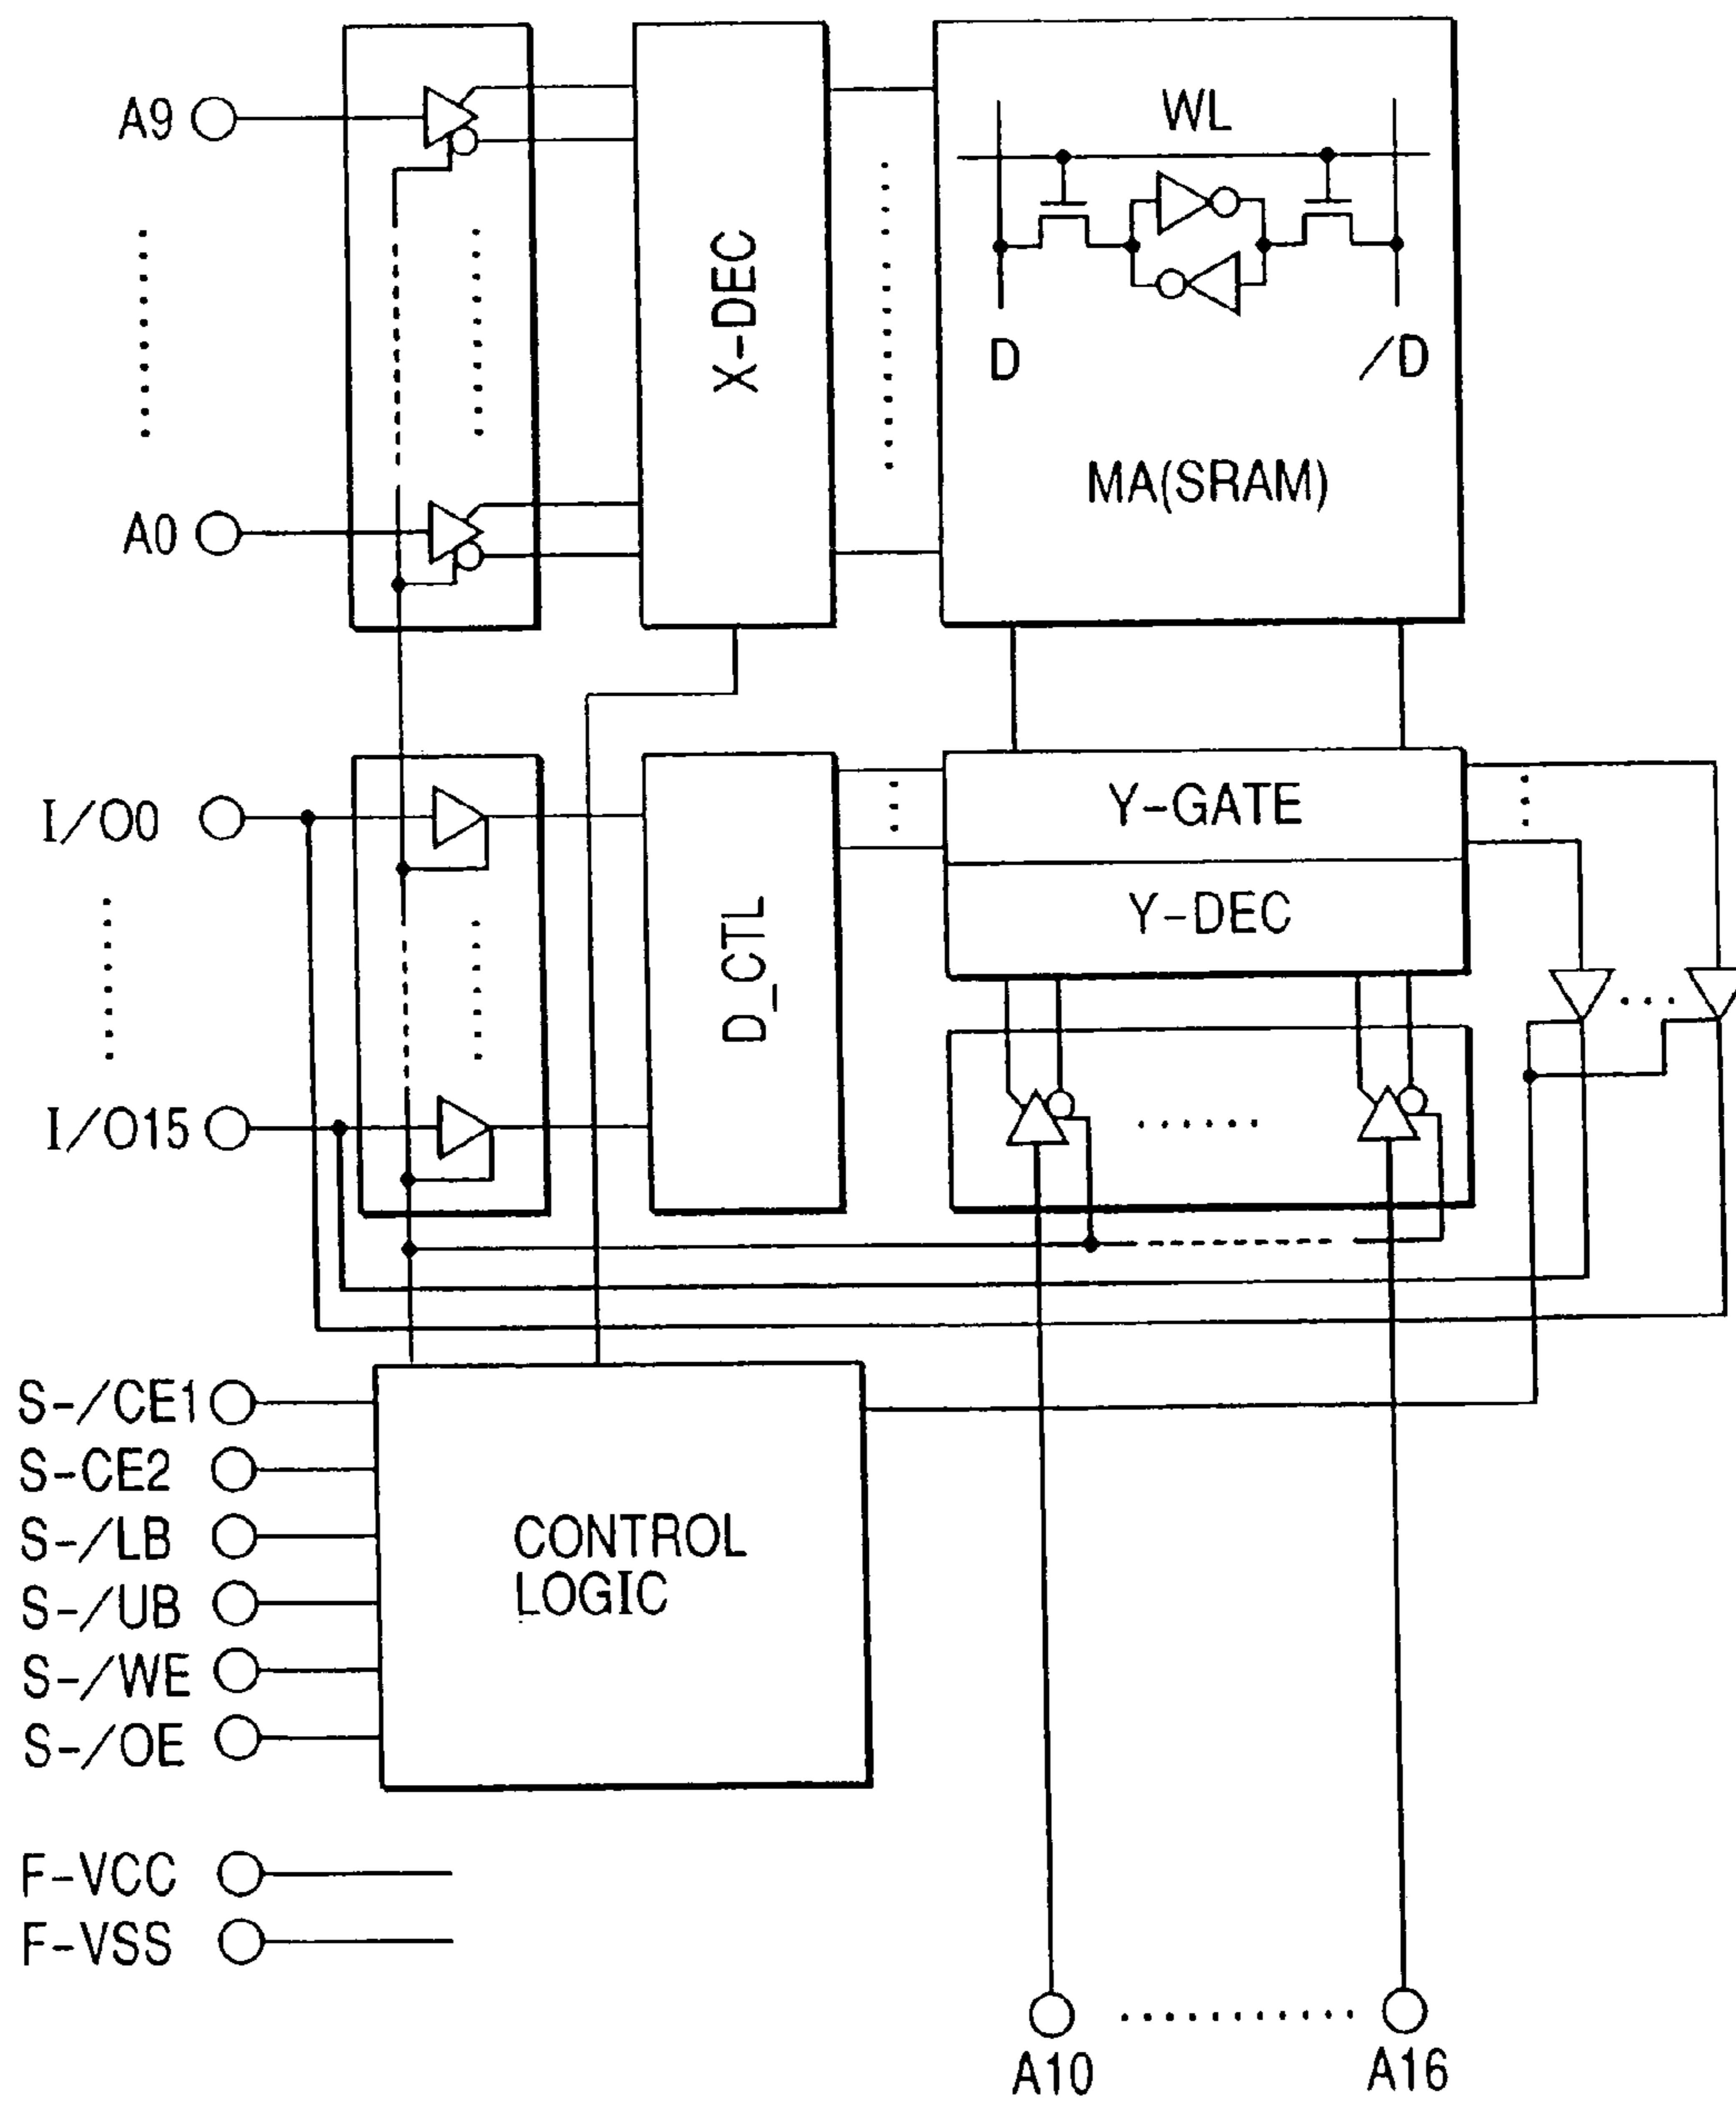 A9
A0
X-DEC
WL
D
/D
MA(SRAM)
I/O0
I/O15
D_CTL
Y-GATE
Y-DEC
S-/CE1
S-CE2
S-/LB
S-/UB
S-/WE
S-/OE
CONTROL
LOGIC
F-VCC
F-VSS
A10
A16